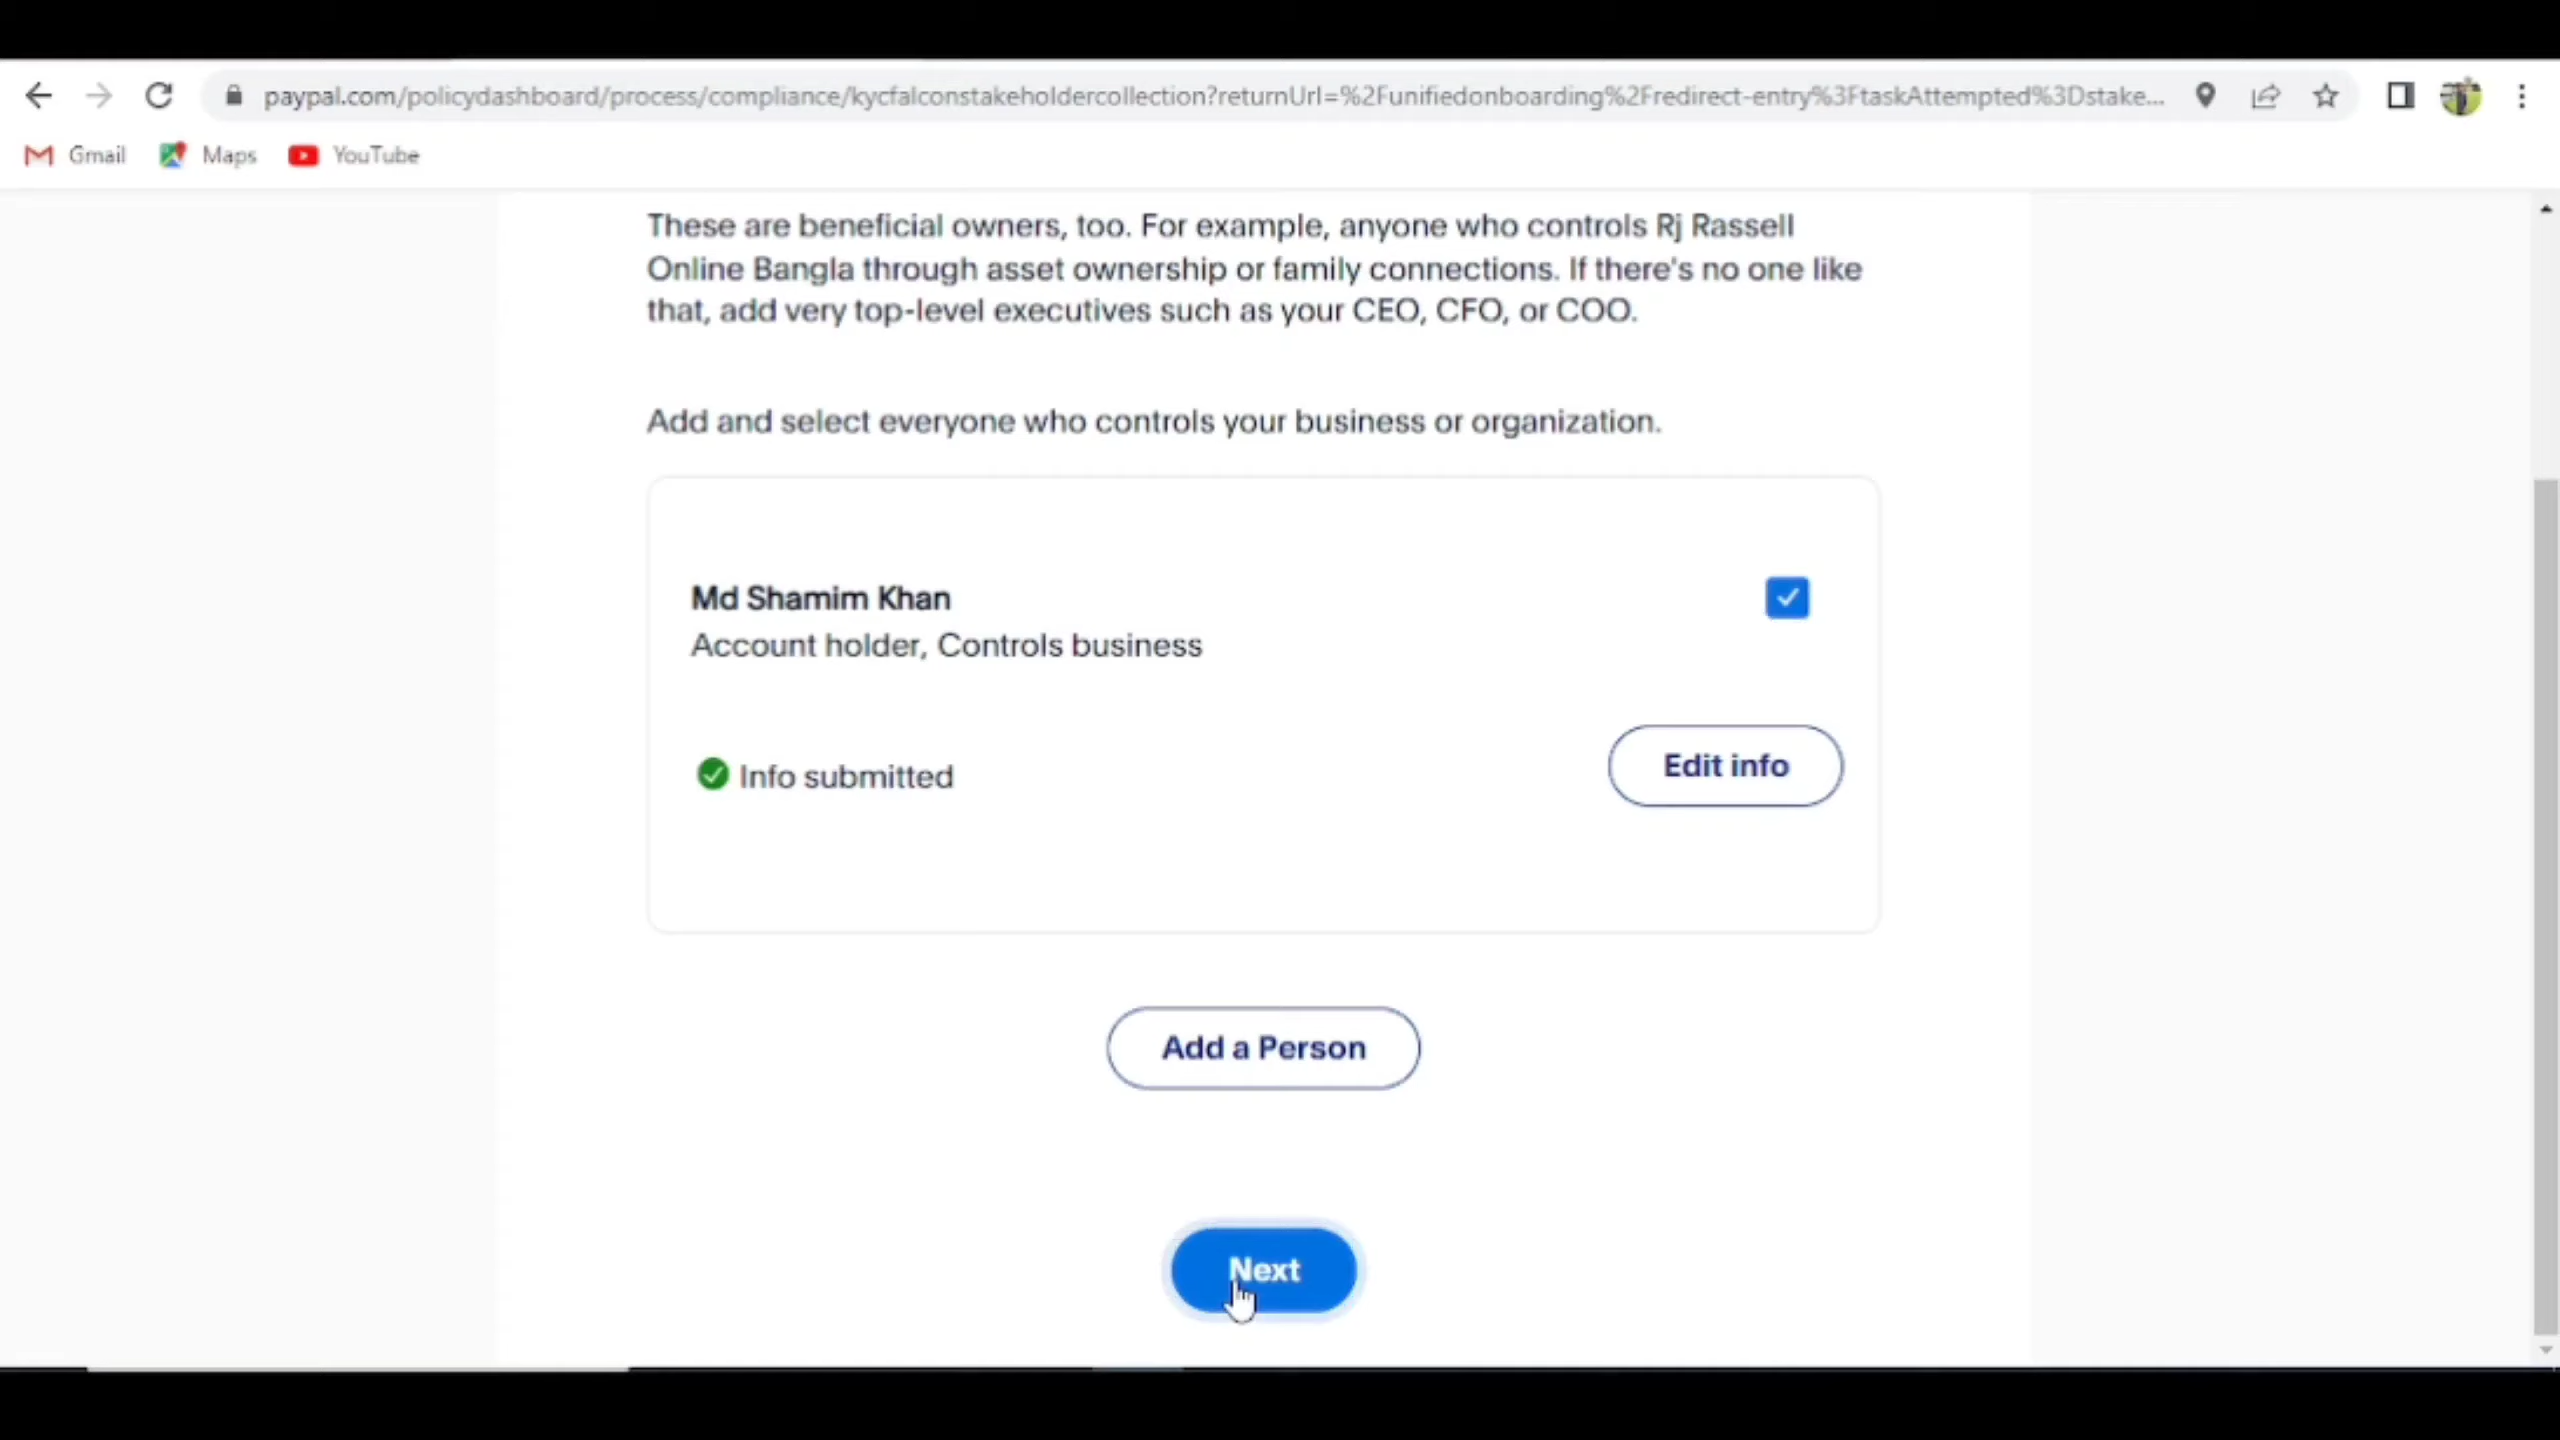 paypal.com/policydashboard/process/compliance/kycfalconstakeholdercollection?returnUrl=%2Funifiedonboarding%2Fredirect-entry%3FtaskAttempted%3Dstake...
Gmail Maps YouTube
These are beneficial owners, too. For example, anyone who controls Rj Rassell
Online Bangla through asset ownership or family connections. If there's no one like
that, add very top-level executives such as your CEO, CFO, or COO.
Add and select everyone who controls your business or organization.
Md Shamim Khan
Account holder, Controls business
Info submitted
Edit info
Add a Person
Next